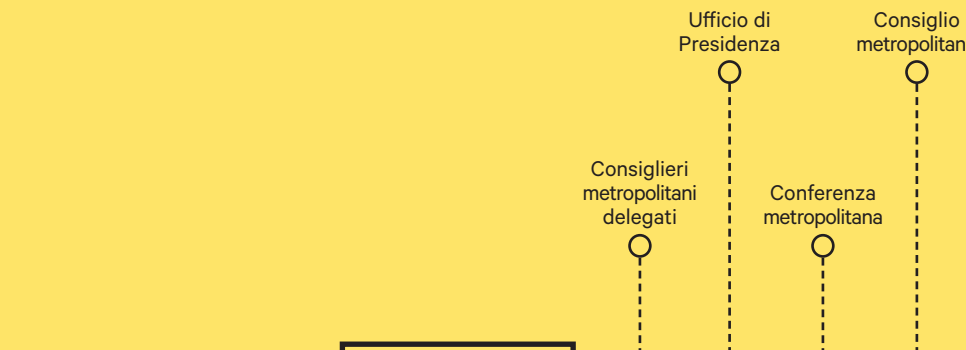 Ufficio di
Presidenza
Consiglio
metropolitan
Consiglieri
metropolitani
delegati
Conferenza
metropolitana